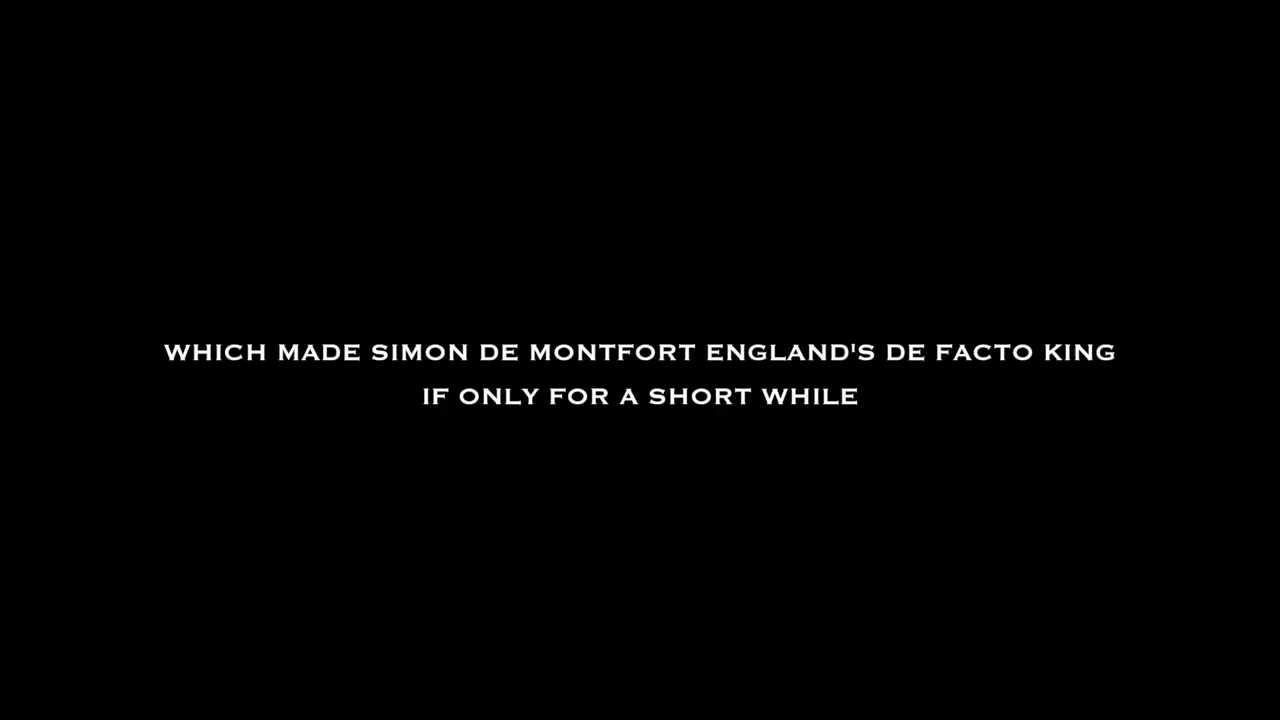 WHICH MADE SIMON DE MONTFORT ENGLAND'S DE FACTO KING
IF ONLY FOR A SHORT WHILE